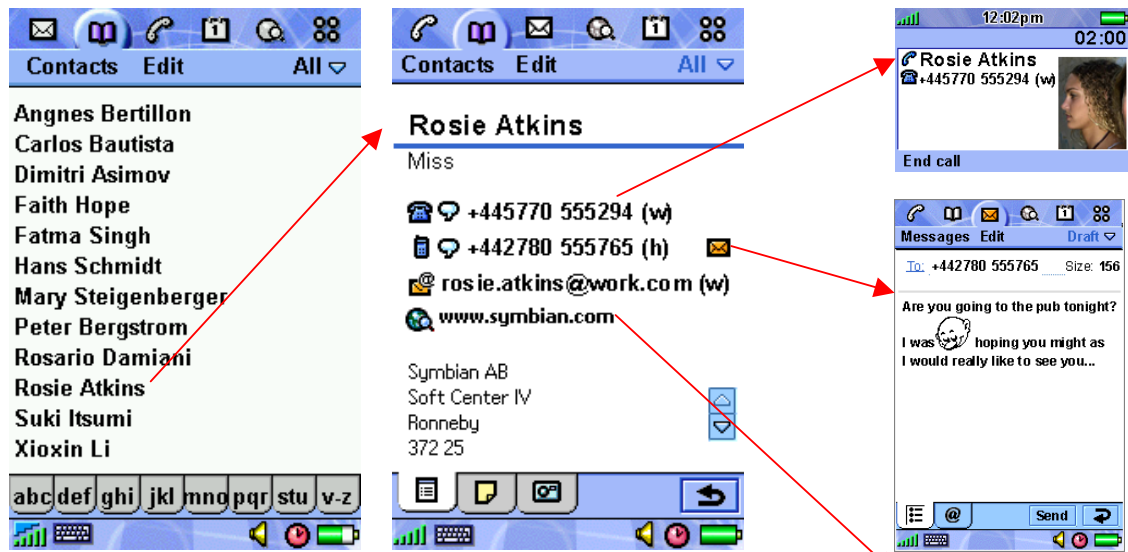 Contacts Edit All
Angnes Bertillon
Carlos Bautista
Dimitri Asimov
Faith Hope
Fatma Singh
Hans Schmidt
Mary Steigenberger
Peter Bergstrom
Rosario Damiani
Rosie Atkins
Suki Itsumi
Xioxin Li
abc def ghi jkl mno pqr stu v-z
Contacts Edit All
Rosie Atkins
Miss
+445770 555294 (w)
+442780 555765 (h)
rosie.atkins@work.com (w)
www.symbian.com
Symbian AB
Soft Center IV
Ronneby
372 25
12:02pm
02:00
Rosie Atkins
+445770 555294 (w)
End call
Messages Edit Draft
To: +442780 555765 Size: 156
Are you going to the pub tonight?
I was hoping you might as
I would really like to see you...
@ Send